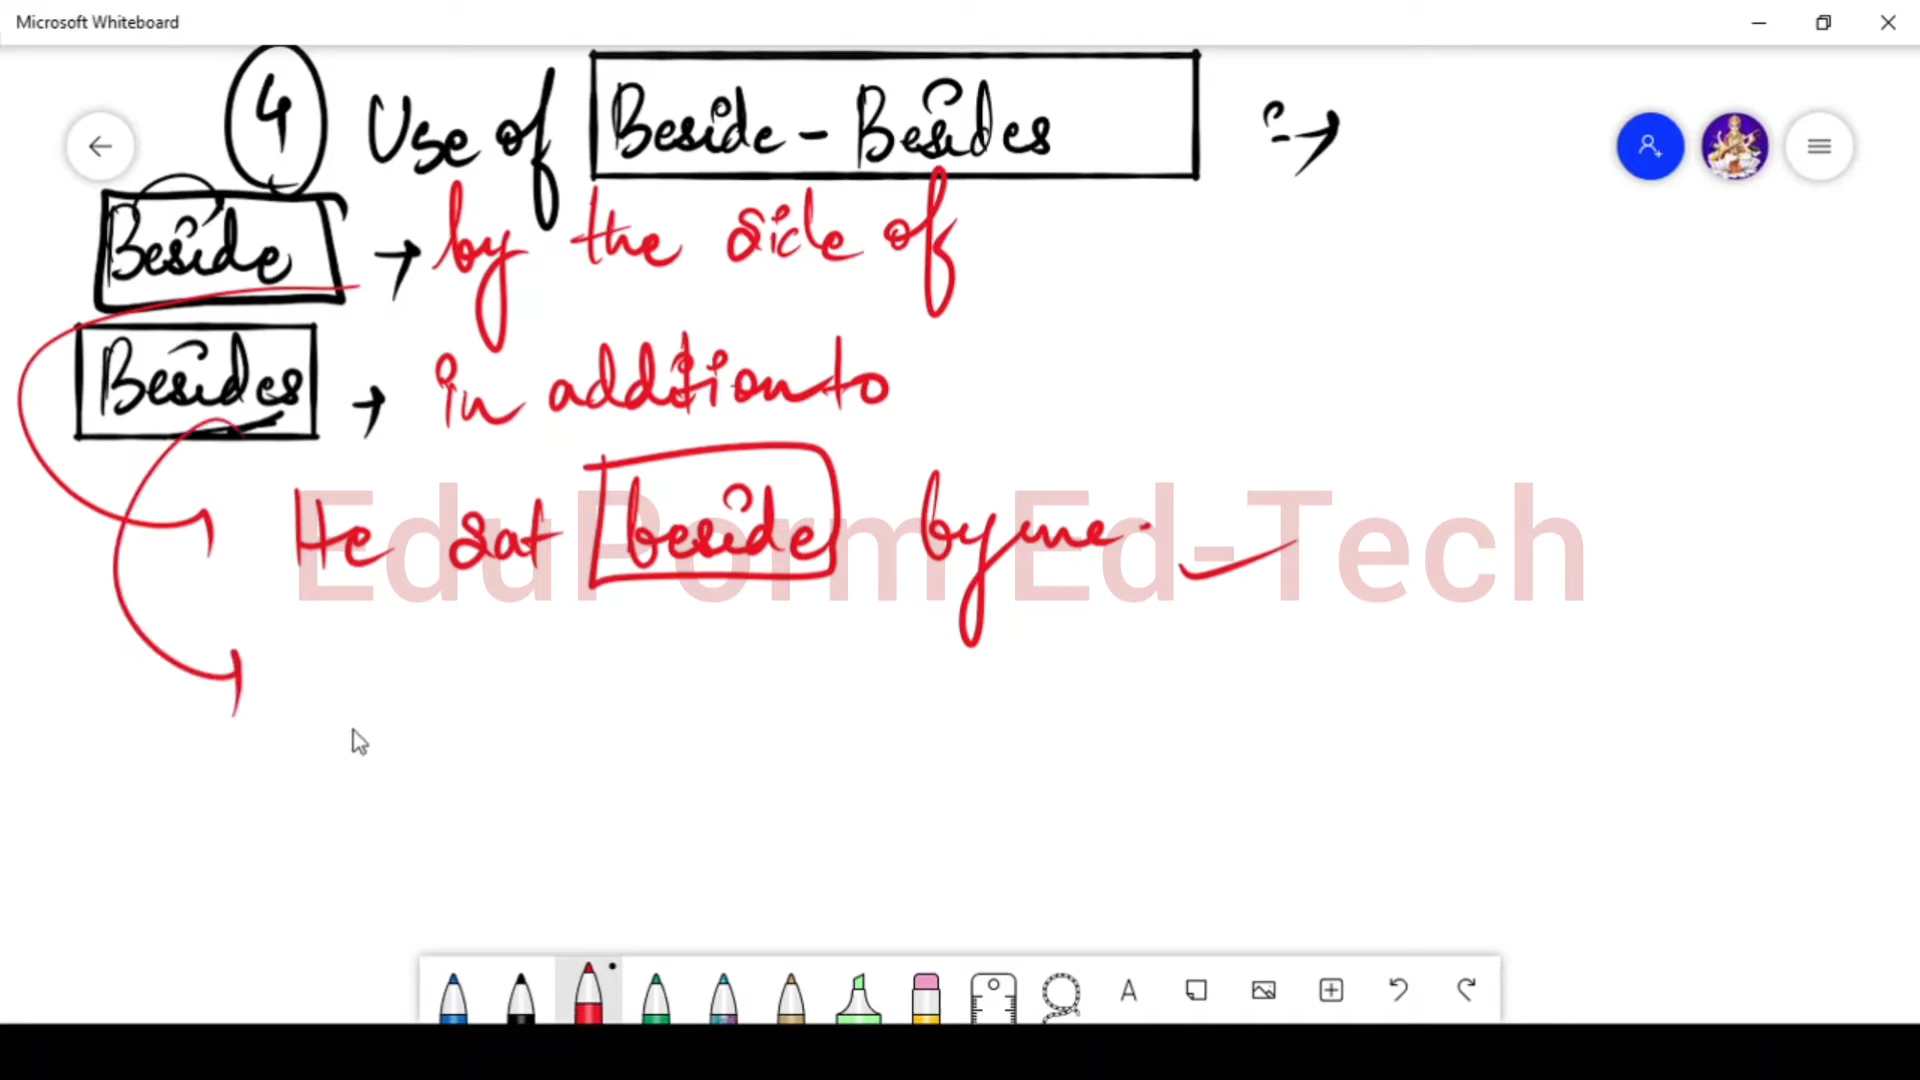 Microsoft Whiteboard
4 Use of Beside - Besides :→
Beside → by the side of
Besides → in addition to
He sat beside by me.
EduPorm Ed-Tech
A